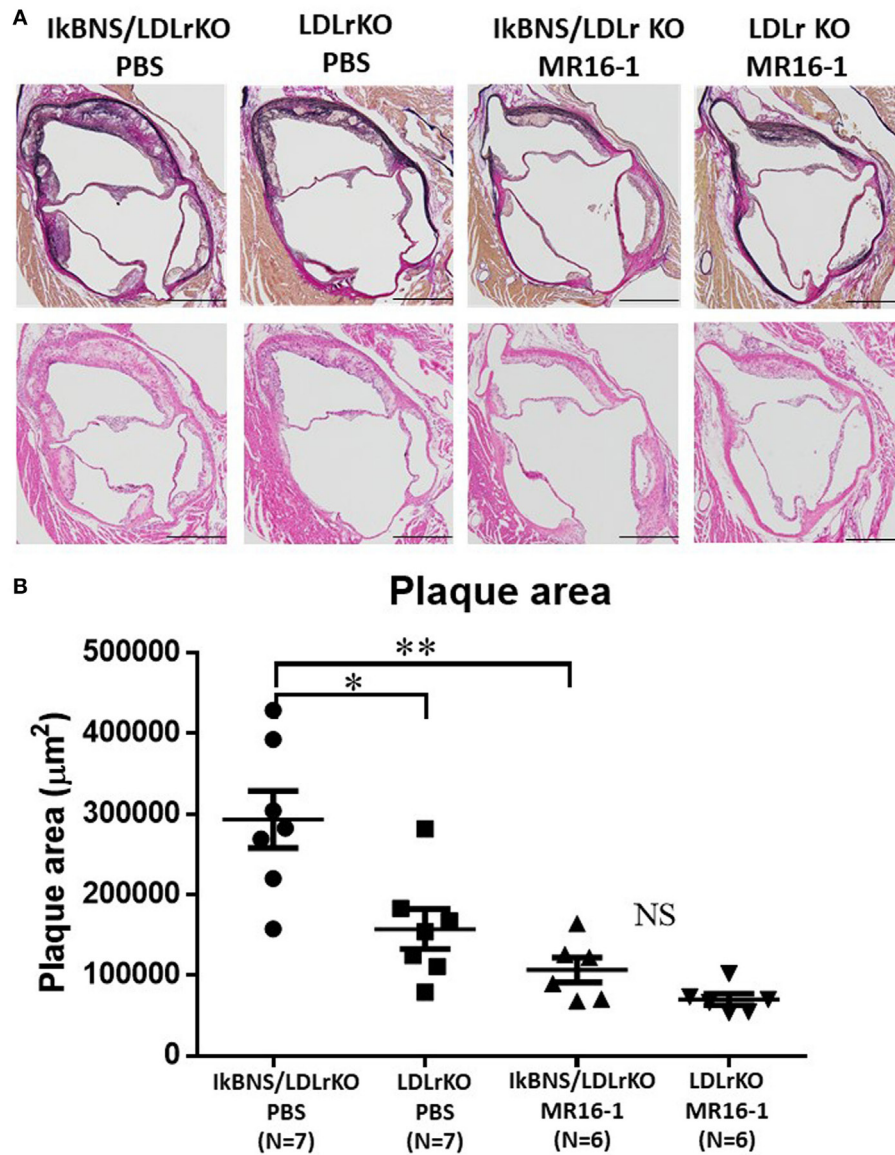 A
IkBNS/LDLrKO
PBS
LDLrKO
PBS
IkBNS/LDLr KO
MR16-1
LDLr KO
MR16-1
B
Plaque area
Plaque area (μm²)
500000
400000
300000
200000
100000
0
**
*
NS
IkBNS/LDLrKO
PBS
(N=7)
LDLrKO
PBS
(N=7)
IkBNS/LDLrKO
MR16-1
(N=6)
LDLrKO
MR16-1
(N=6)